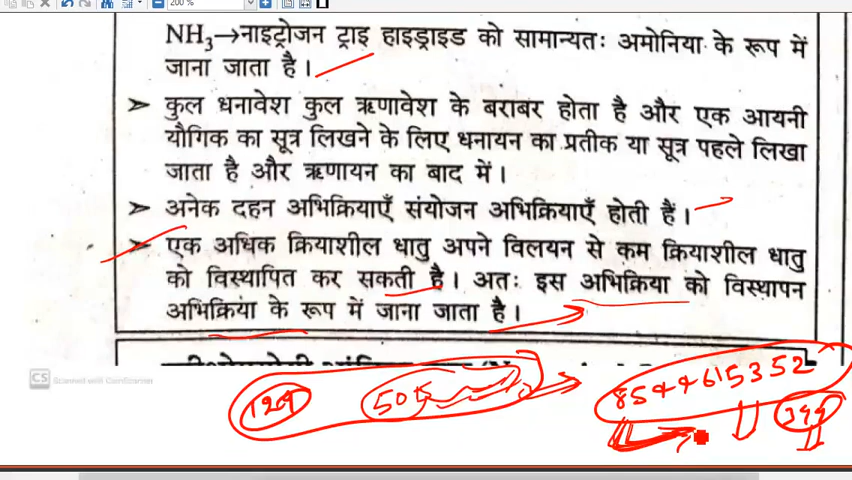 200 %
NH₃→नाइट्रोजन ट्राइ हाइड्राइड को सामान्यतः अमोनिया के रूप में
जाना जाता है।
➤ कुल धनावेश कुल ऋणावेश के बराबर होता है और एक आयनी
यौगिक का सूत्र लिखने के लिए धनायन का प्रतीक या सूत्र पहले लिखा
जाता है और ऋणायन का बाद में।
➤ अनेक दहन अभिक्रियाएँ संयोजन अभिक्रियाएँ होती हैं।
➤ एक अधिक क्रियाशील धातु अपने विलयन से कम क्रियाशील धातु
को विस्थापित कर सकती है। अतः इस अभिक्रिया को विस्थापन
अभिक्रिया के रूप में जाना जाता है।
CS Scanned with CamScanner
129 505
8544615352
399